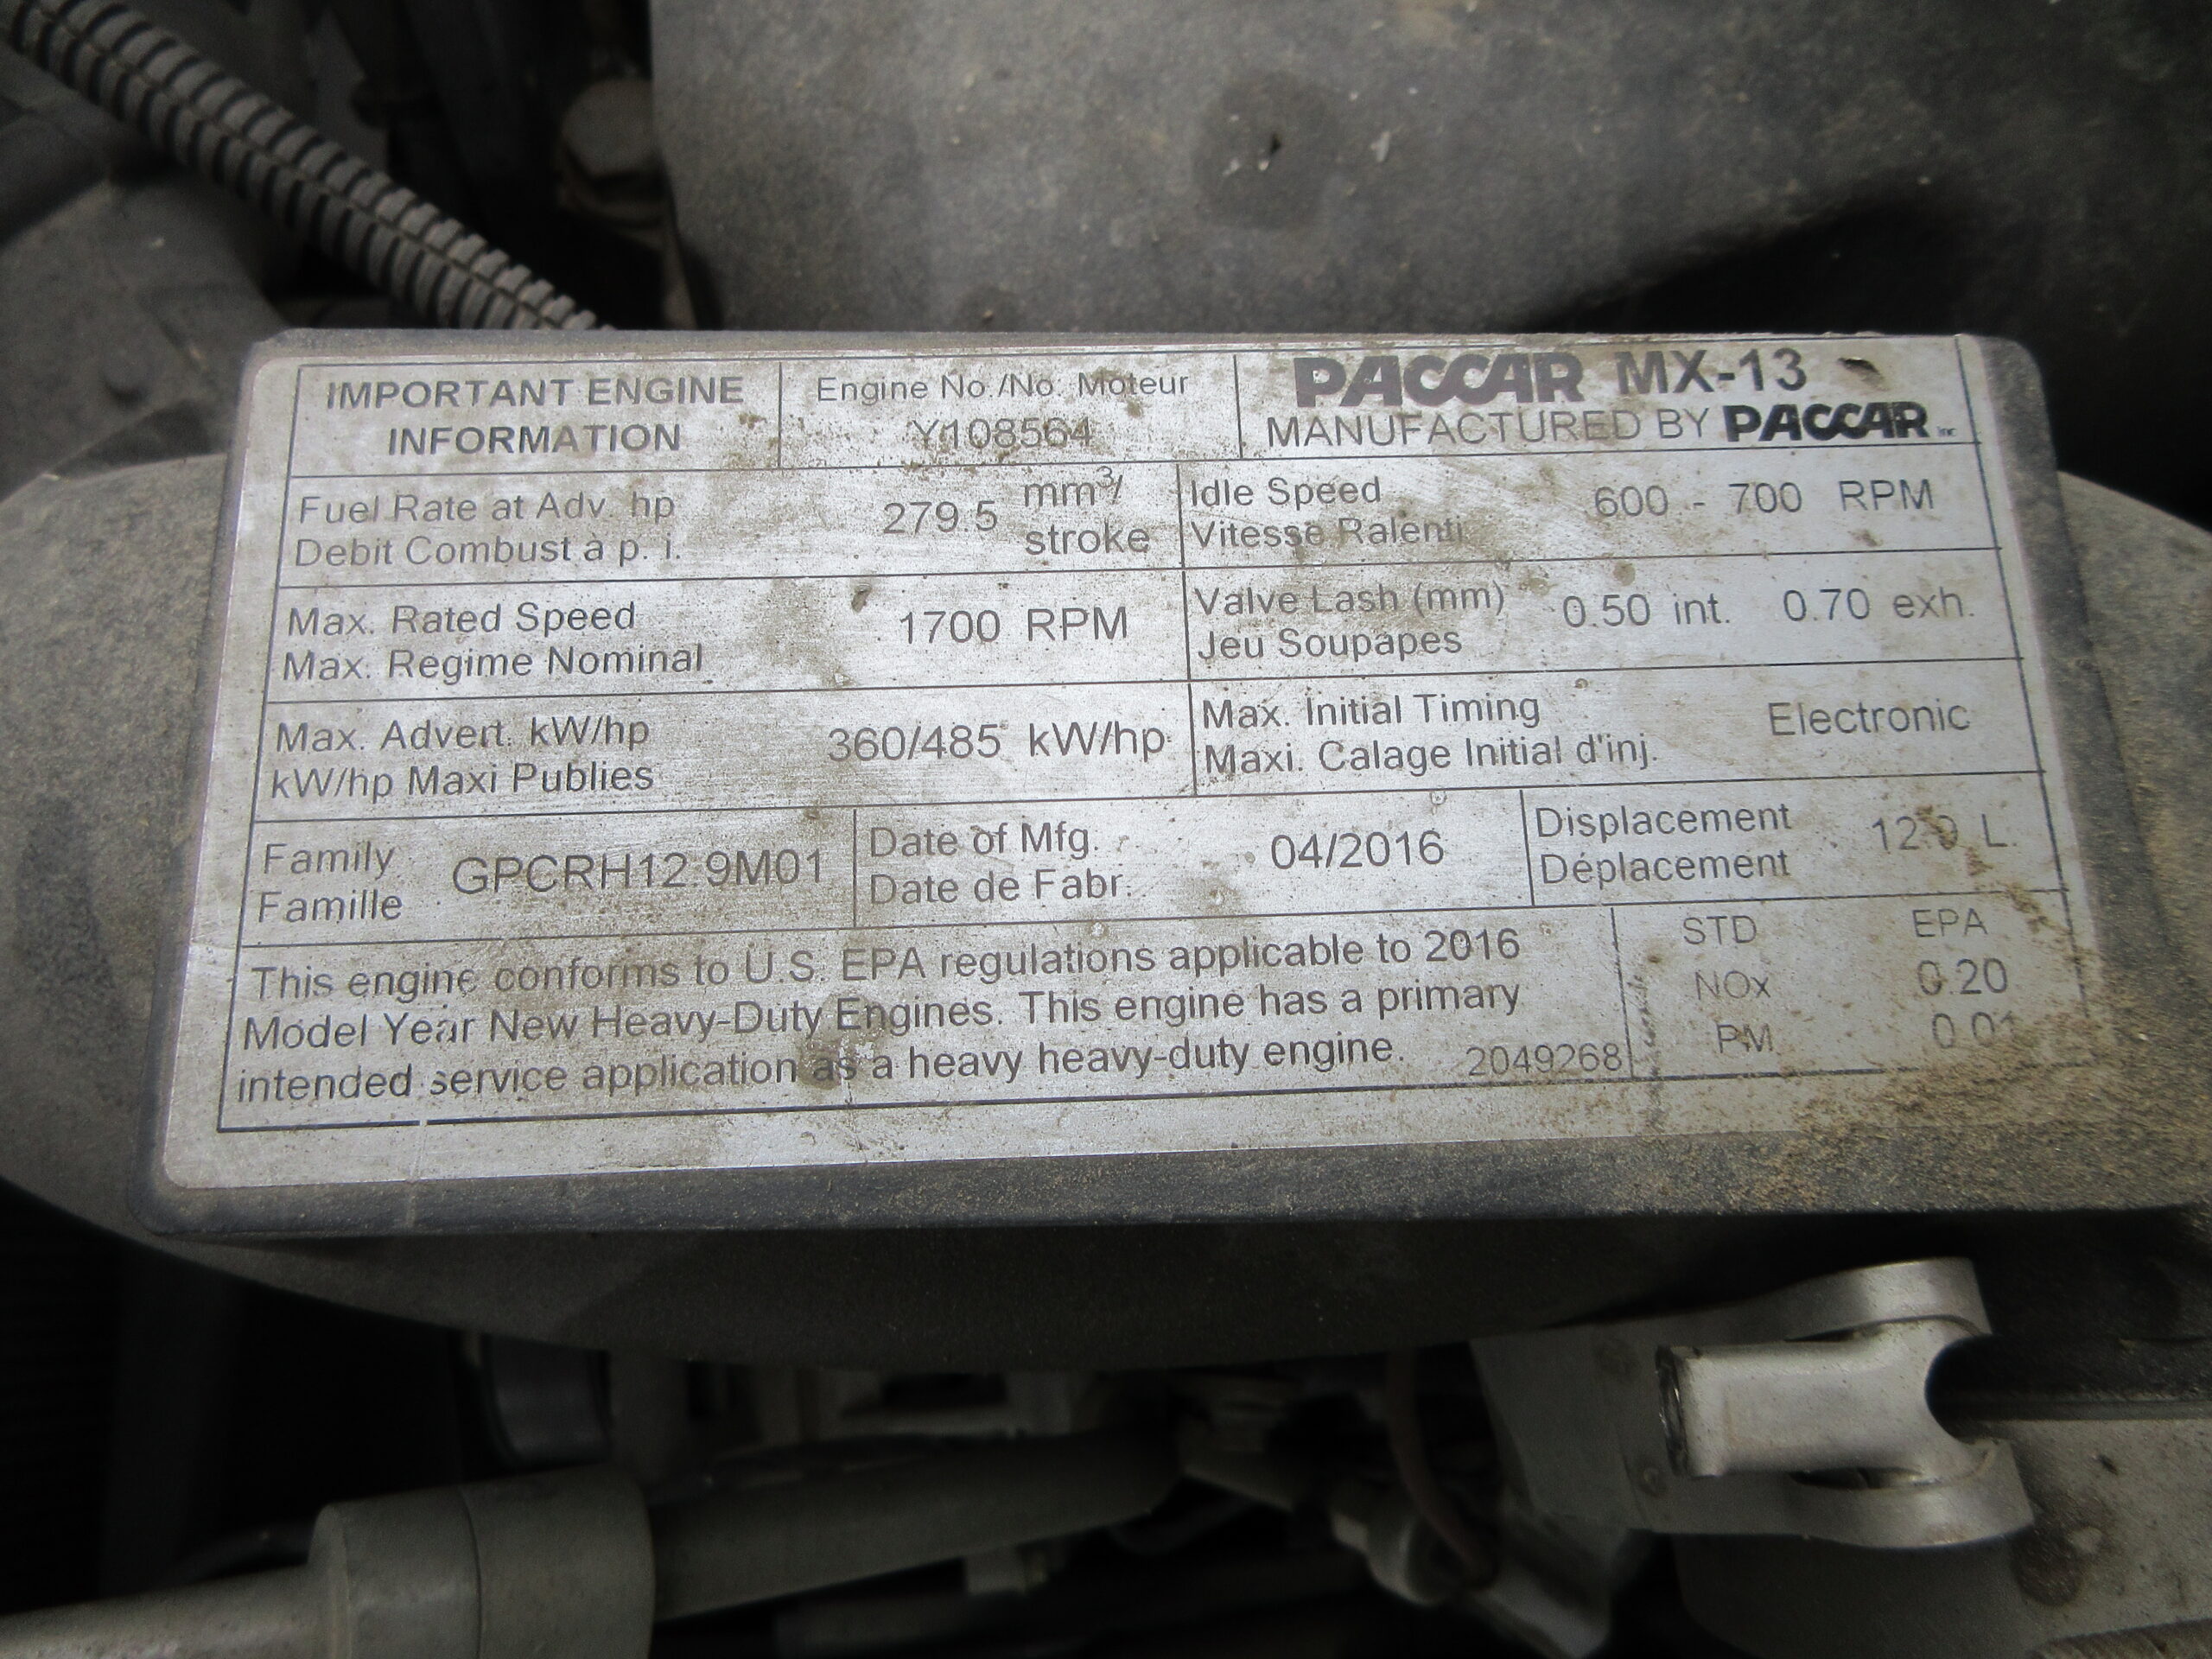 IMPORTANT ENGINE
INFORMATION
Engine No./No. Moteur
Y108564
PACCAR MX-13
MANUFACTURED BY PACCAR Inc
Fuel Rate at Adv. hp
Debit Combust à p. i.
279.5 mm³/
stroke
Idle Speed
Vitesse Ralenti
600 - 700 RPM
Max. Rated Speed
Max. Regime Nominal
1700 RPM
Valve Lash (mm)
Jeu Soupapes
0.50 int. 0.70 exh.
Max. Advert. kW/hp
kW/hp Maxi Publies
360/485 kW/hp
Max. Initial Timing
Maxi. Calage Initial d'inj.
Electronic
Family
Famille
GPCRH12.9M01
Date of Mfg.
Date de Fabr.
04/2016
Displacement
Déplacement
12.9 L.
This engine conforms to U.S. EPA regulations applicable to 2016
Model Year New Heavy-Duty Engines. This engine has a primary
intended service application as a heavy heavy-duty engine. 2049268
STD EPA
NOx 0.20
PM 0.01